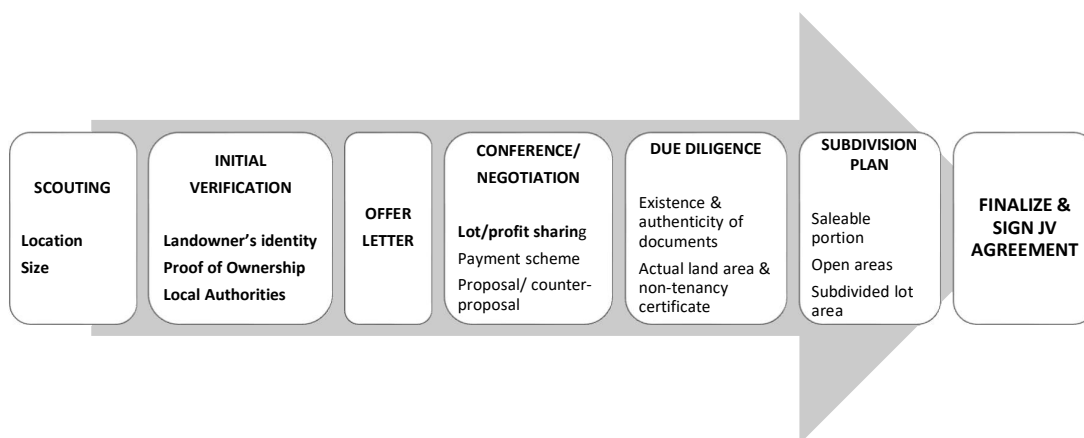 SCOUTING
Location
Size
INITIAL
VERIFICATION
Landowner's identity
Proof of Ownership
Local Authorities
OFFER
LETTER
CONFERENCE/
NEGOTIATION
Lot/profit sharing
Payment scheme
Proposal/ counter-
proposal
DUE DILIGENCE
Existence &
authenticity of
documents
Actual land area &
non-tenancy
certificate
SUBDIVISION
PLAN
Saleable
portion
Open areas
Subdivided lot
area
FINALIZE &
SIGN JV
AGREEMENT